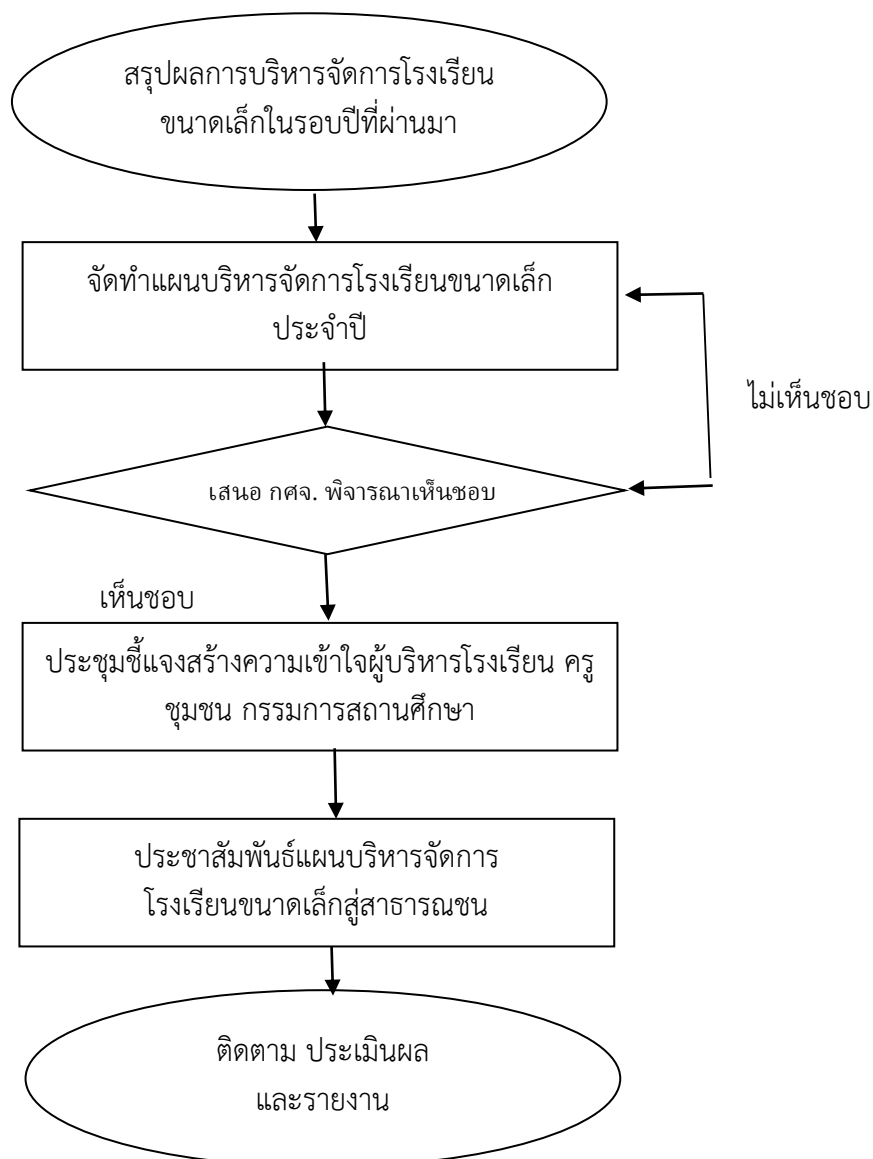 สรุปผลการบริหารจัดการโรงเรียน
ขนาดเล็กในรอบปีที่ผ่านมา
จัดทำแผนบริหารจัดการโรงเรียนขนาดเล็ก
ประจำปี
ไม่เห็นชอบ
เสนอ กศจ. พิจารณาเห็นชอบ
เห็นชอบ
ประชุมชี้แจงสร้างความเข้าใจผู้บริหารโรงเรียน ครู
ชุมชน กรรมการสถานศึกษา
ประชาสัมพันธ์แผนบริหารจัดการ
โรงเรียนขนาดเล็กสู่สาธารณชน
ติดตาม ประเมินผล
และรายงาน